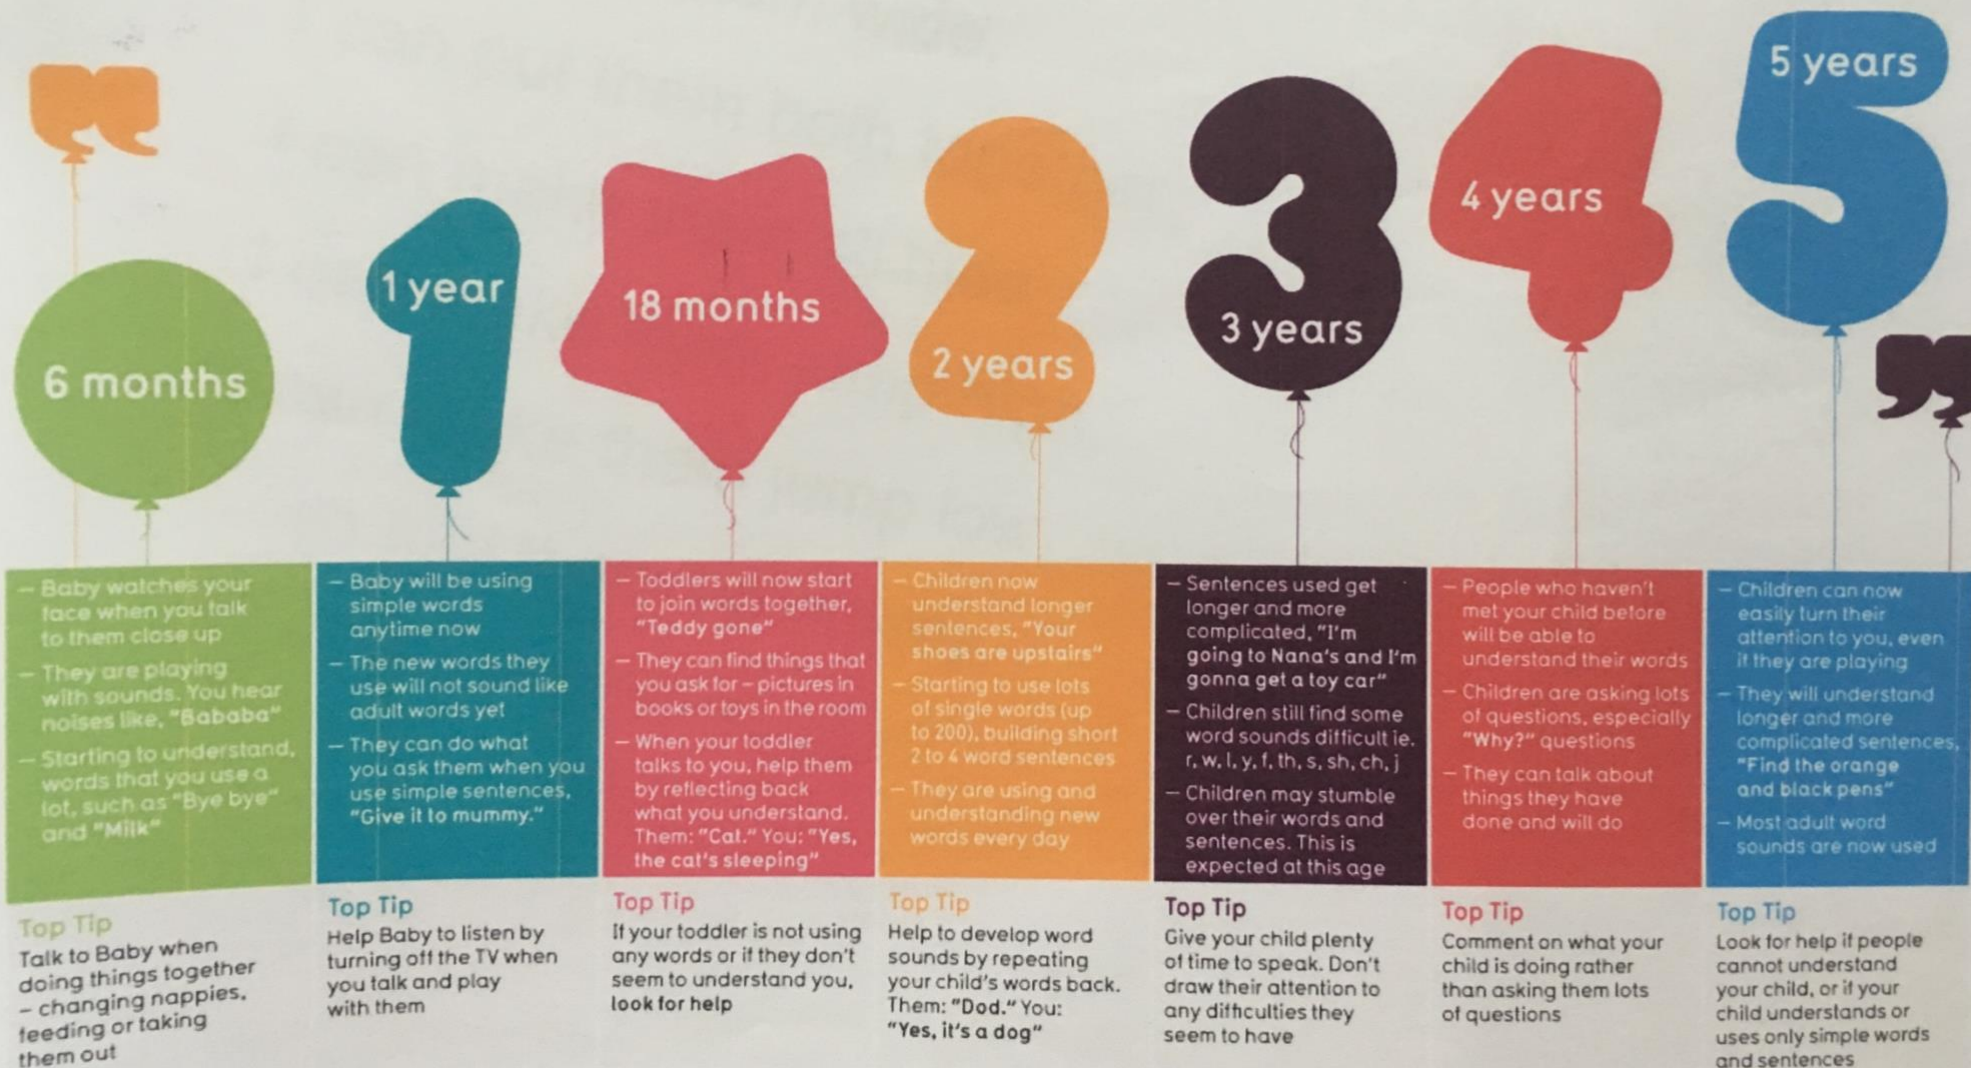 6 months
1 year
18 months
2 years
3 years
4 years
5 years
– Baby watches your
face when you talk
to them close up
– They are playing
with sounds. You hear
noises like, "Bababa"
– Starting to understand,
words that you use a
lot, such as "Bye bye"
and "Milk"
Top Tip
Talk to Baby when
doing things together
– changing nappies,
feeding or taking
them out
– Baby will be using
simple words
anytime now
– The new words they
use will not sound like
adult words yet
– They can do what
you ask them when you
use simple sentences,
"Give it to mummy."
Top Tip
Help Baby to listen by
turning off the TV when
you talk and play
with them
– Toddlers will now start
to join words together,
"Teddy gone"
– They can find things that
you ask for – pictures in
books or toys in the room
– When your toddler
talks to you, help them
by reflecting back
what you understand.
Them: "Cat." You: "Yes,
the cat's sleeping"
Top Tip
If your toddler is not using
any words or if they don't
seem to understand you,
look for help
– Children now
understand longer
sentences, "Your
shoes are upstairs"
– Starting to use lots
of single words (up
to 200), building short
2 to 4 word sentences
– They are using and
understanding new
words every day
Top Tip
Help to develop word
sounds by repeating
your child's words back.
Them: "Dod." You:
"Yes, it's a dog"
– Sentences used get
longer and more
complicated, "I'm
going to Nana's and I'm
gonna get a toy car"
– Children still find some
word sounds difficult ie.
r, w, l, y, f, th, s, sh, ch, j
– Children may stumble
over their words and
sentences. This is
expected at this age
Top Tip
Give your child plenty
of time to speak. Don't
draw their attention to
any difficulties they
seem to have
– People who haven't
met your child before
will be able to
understand their words
– Children are asking lots
of questions, especially
"Why?" questions
– They can talk about
things they have
done and will do
Top Tip
Comment on what your
child is doing rather
than asking them lots
of questions
– Children can now
easily turn their
attention to you, even
if they are playing
– They will understand
longer and more
complicated sentences,
"Find the orange
and black pens"
– Most adult word
sounds are now used
Top Tip
Look for help if people
cannot understand
your child, or if your
child understands or
uses only simple words
and sentences